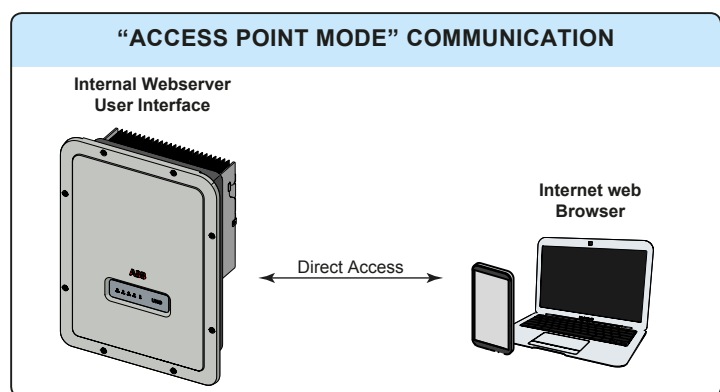 “ACCESS POINT MODE” COMMUNICATION
Internal Webserver
User Interface
Internet web
Browser
Direct Access
ABB